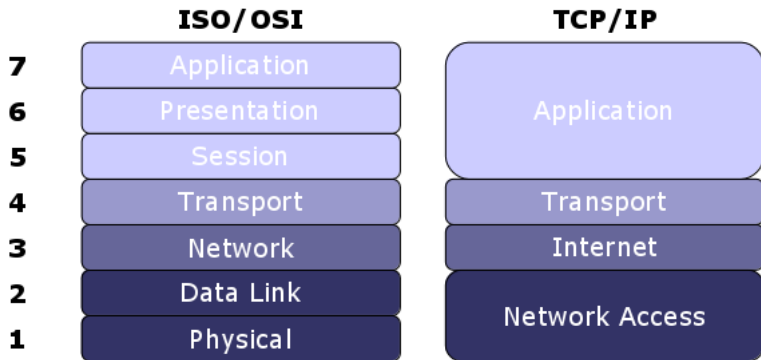 ISO/OSI TCP/IP
7 Application
6 Presentation Application
5 Session
4 Transport Transport
3 Network Internet
2 Data Link
Network Access
1 Physical